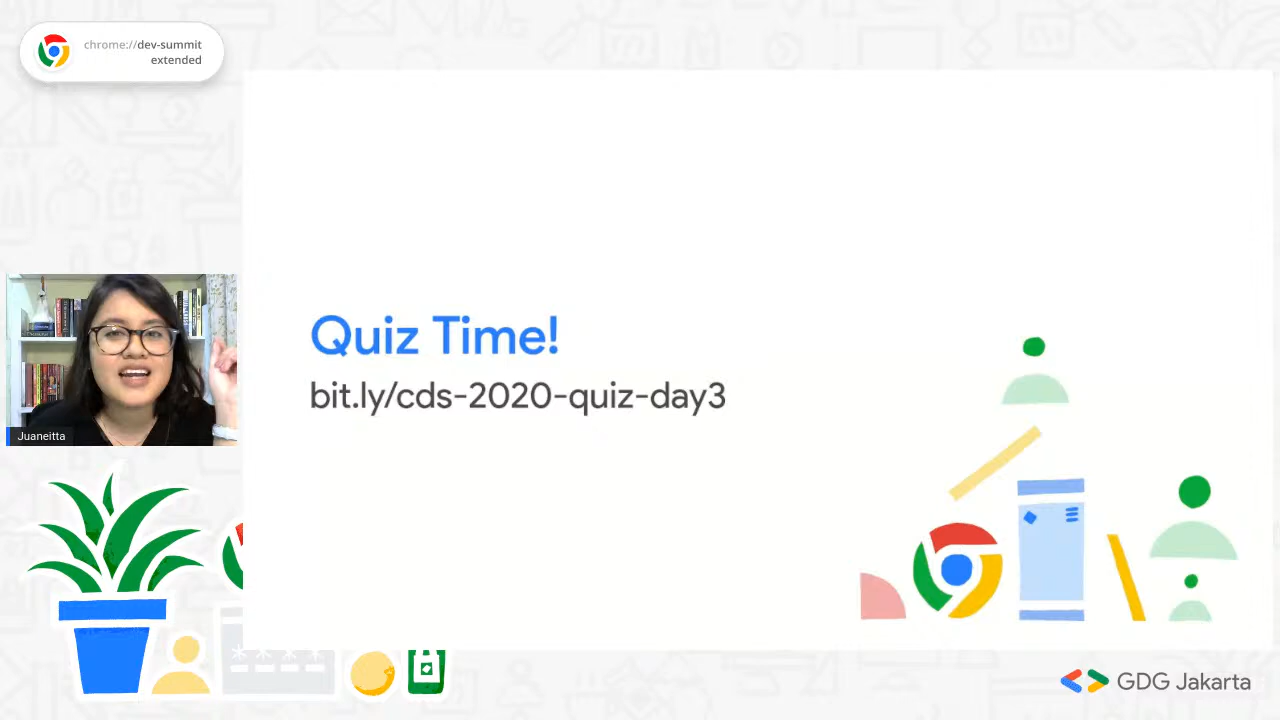 chrome://dev-summit
extended
Quiz Time!
bit.ly/cds-2020-quiz-day3
Juaneitta
GDG Jakarta